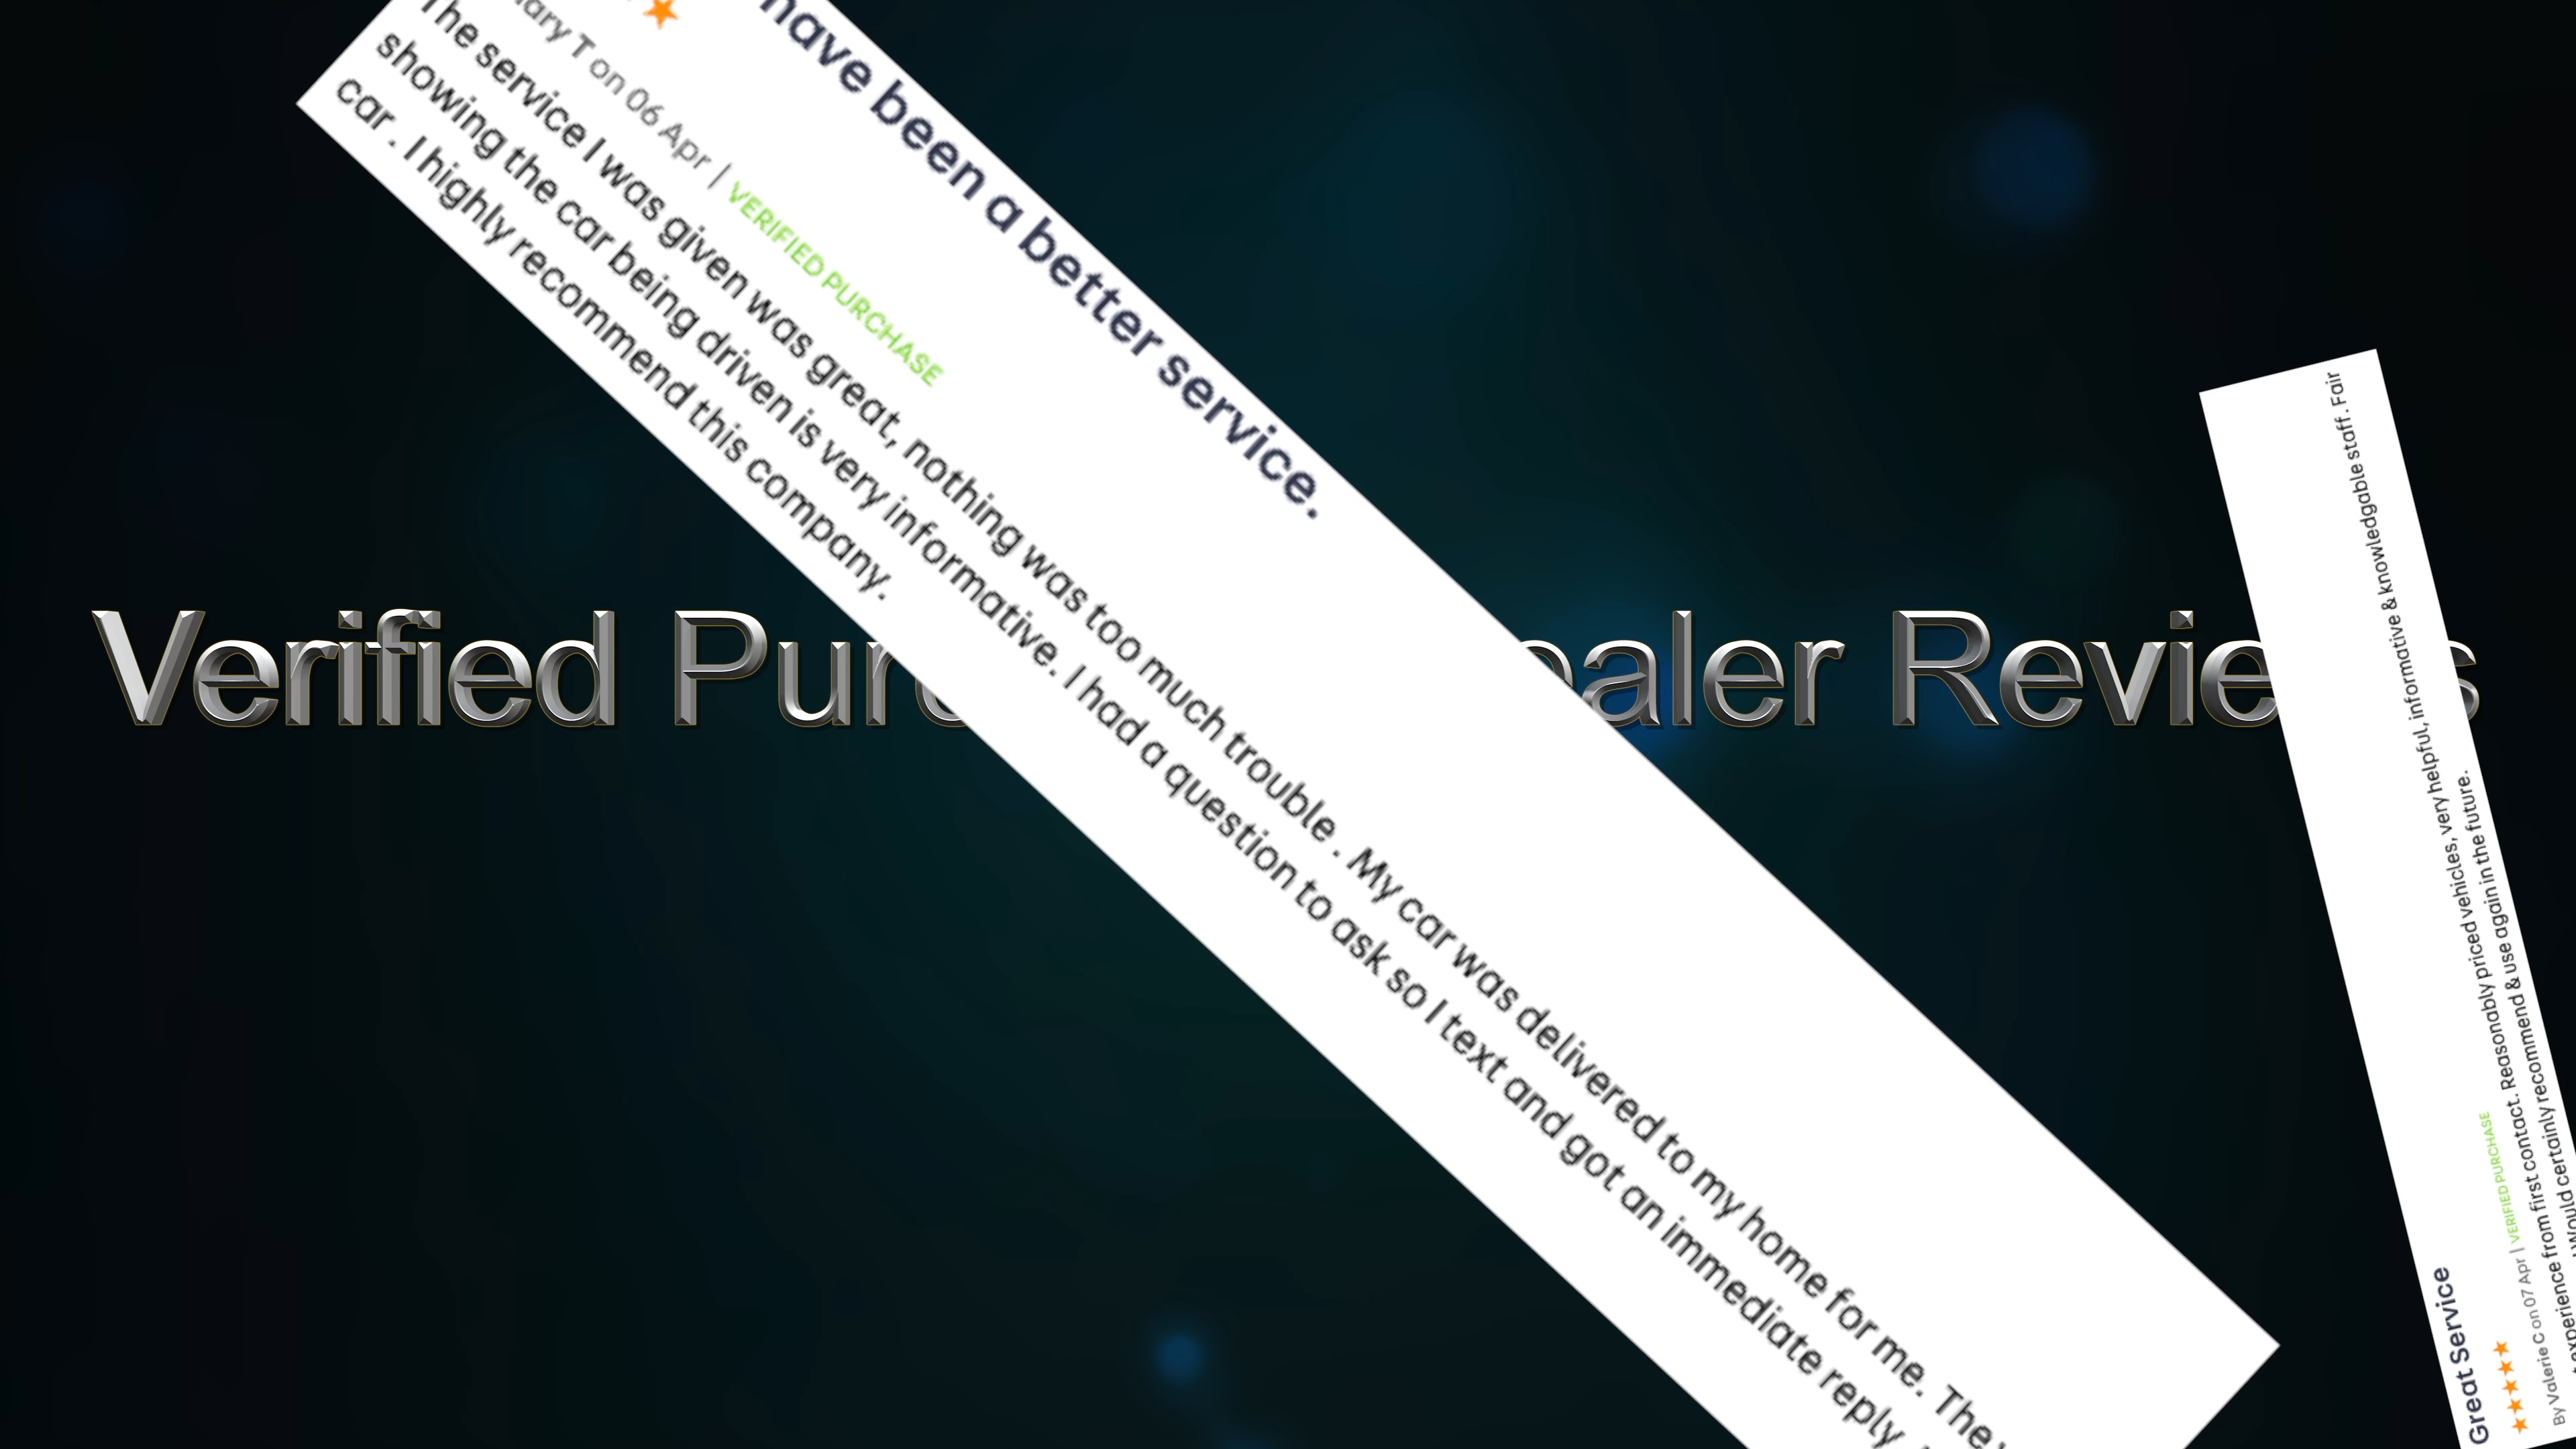 have been a better service.
on 06 Apr | VERIFIED PURCHASE
The service I was given was great, nothing was too much trouble . My car was delivered to my home for me. The
showing the car being driven is very informative. I had a question to ask so I text and got an immediate reply
car . I highly recommend this company.
Verified
Reviews
Great Service
By Valerie C on 07 Apr | VERIFIED PURCHASE
experience from first contact. Reasonably priced vehicles, very helpful, informative & knowledgable staff. Fair
Would certainly recommend & use again in the future.